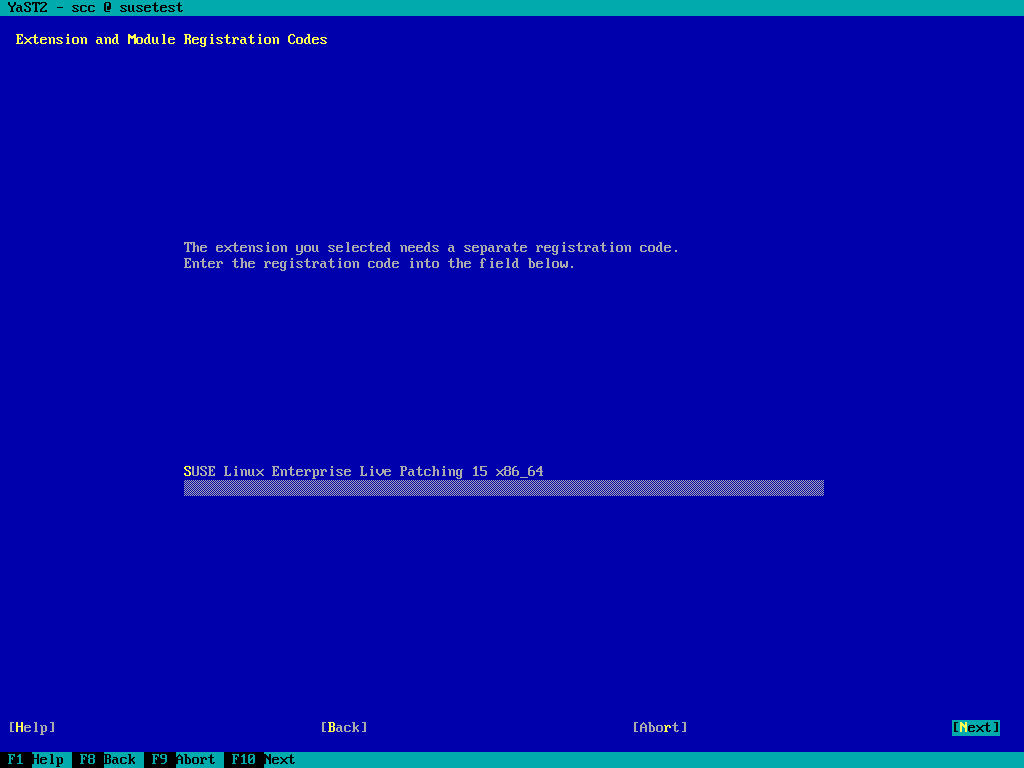 YaST2 - scc @ susetest
Extension and Module Registration Codes
The extension you selected needs a separate registration code.
Enter the registration code into the field below.
SUSE Linux Enterprise Live Patching 15 x86_64
[Help] [Back] [Abort] [Next]
F1 Help F8 Back F9 Abort F10 Next